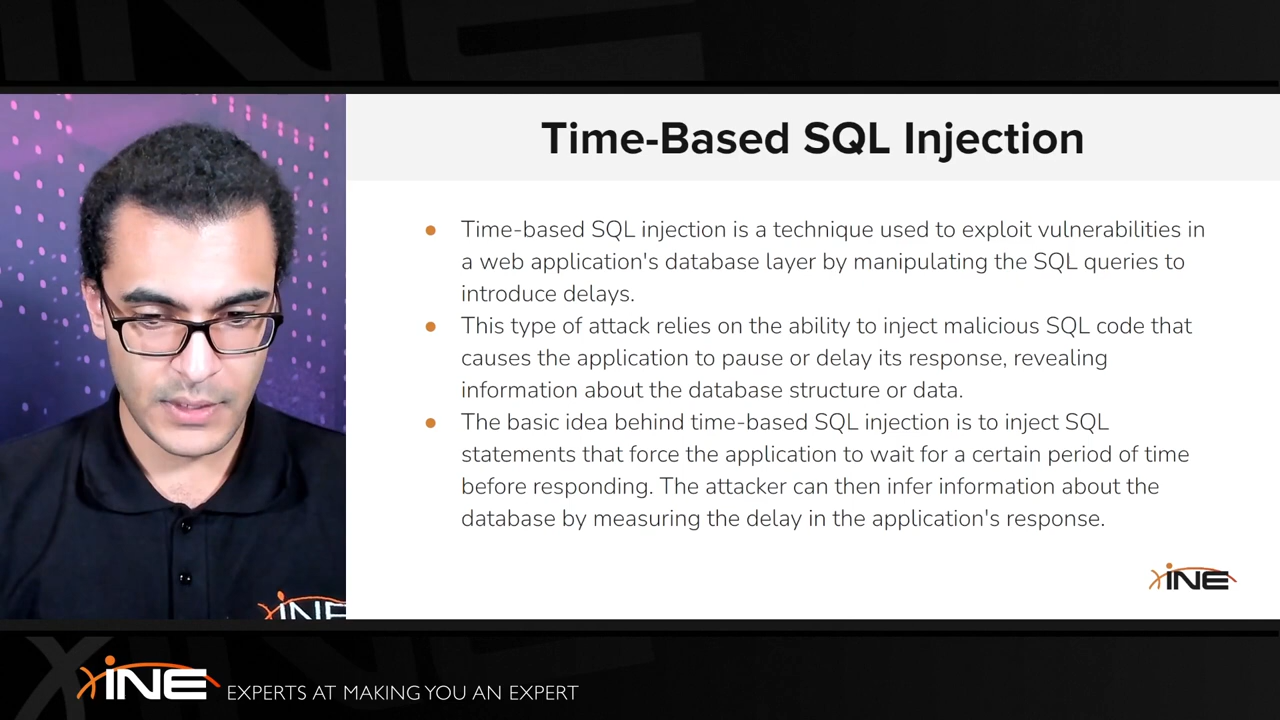 Time-Based SQL Injection
● Time-based SQL injection is a technique used to exploit vulnerabilities in
a web application's database layer by manipulating the SQL queries to
introduce delays.
● This type of attack relies on the ability to inject malicious SQL code that
causes the application to pause or delay its response, revealing
information about the database structure or data.
● The basic idea behind time-based SQL injection is to inject SQL
statements that force the application to wait for a certain period of time
before responding. The attacker can then infer information about the
database by measuring the delay in the application's response.
INE
INE
INE EXPERTS AT MAKING YOU AN EXPERT